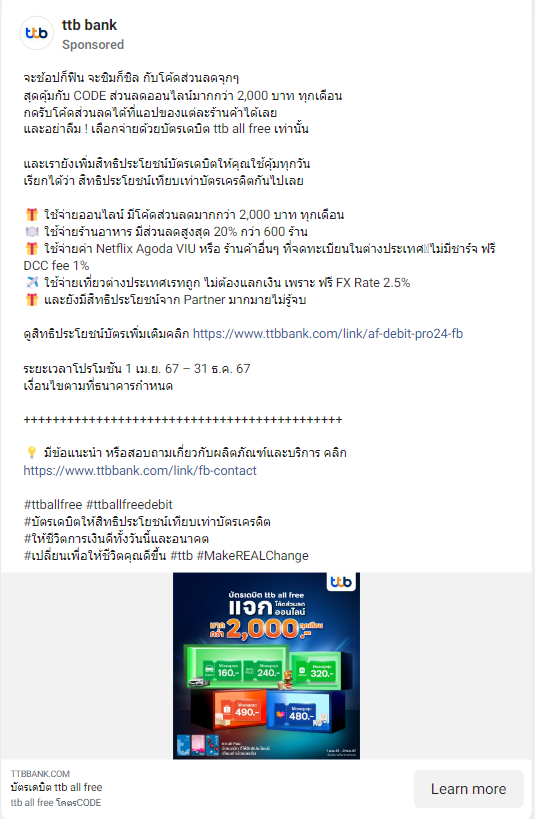 ttb bank
Sponsored
จะช้อปก็ฟิน จะชิมก็ชิล กับโค้ดส่วนลดจุกๆ
สุดคุ้มกับ CODE ส่วนลดออนไลน์มากกว่า 2,000 บาท ทุกเดือน
กดรับโค้ดส่วนลดได้ที่แอปของแต่ละร้านค้าได้เลย
และอย่าลืม ! เลือกจ่ายด้วยบัตรเดบิต ttb all free เท่านั้น
และเรายังเพิ่มสิทธิประโยชน์บัตรเดบิตให้คุณใช้คุ้มทุกวัน
เรียกได้ว่า สิทธิประโยชน์เทียบเท่าบัตรเครดิตกันไปเลย
🎁 ใช้จ่ายออนไลน์ มีโค้ดส่วนลดมากกว่า 2,000 บาท ทุกเดือน
🍽️ ใช้จ่ายร้านอาหาร มีส่วนลดสูงสุด 20% กว่า 600 ร้าน
🎁 ใช้จ่ายค่า Netflix Agoda VIU หรือ ร้านค้าอื่นๆ ที่จดทะเบียนในต่างประเทศ ไม่มีชาร์จ ฟรี
DCC fee 1%
✈️ ใช้จ่ายเที่ยวต่างประเทศเรทถูก ไม่ต้องแลกเงิน เพราะ ฟรี FX Rate 2.5%
🎁 และยังมีสิทธิประโยชน์จาก Partner มากมายไม่รู้จบ
ดูสิทธิประโยชน์บัตรเพิ่มเติมคลิก https://www.ttbbank.com/link/af-debit-pro24-fb
ระยะเวลาโปรโมชัน 1 เม.ย. 67 – 31 ธ.ค. 67
เงื่อนไขตามที่ธนาคารกำหนด
++++++++++++++++++++++++++++++++++++++++++++
💡 มีข้อแนะนำ หรือสอบถามเกี่ยวกับผลิตภัณฑ์และบริการ คลิก
https://www.ttbbank.com/link/fb-contact
#ttballfree #ttballfreedebit
#บัตรเดบิตให้สิทธิประโยชน์เทียบเท่าบัตรเครดิต
#ให้ชีวิตการเงินดีทั้งวันนี้และอนาคต
#เปลี่ยนเพื่อให้ชีวิตคุณดีขึ้น #ttb #MakeREALChange
ttb
บัตรเดบิต ttb all free
แจก โค้ดส่วนลดออนไลน์
มากกว่า 2,000.- ทุกเดือน
160.- 240.- 320.-
490.- 480.-
ttb all free
TTBBANK.COM
บัตรเดบิต ttb all free
ttb all free โคตรCODE
Learn more